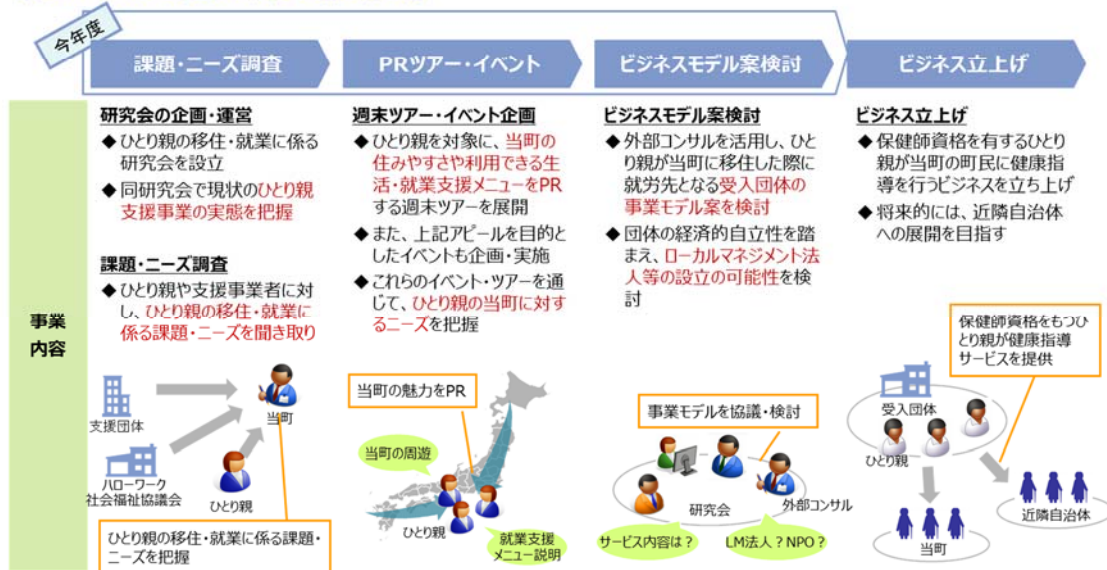 今年度
課題・ニーズ調査
PRツアー・イベント
ビジネスモデル案検討
ビジネス立上げ
事業
内容
研究会の企画・運営
◆ひとり親の移住・就業に係る
研究会を設立
◆同研究会で現状のひとり親
支援事業の実態を把握
課題・ニーズ調査
◆ひとり親や支援事業者に対
し、ひとり親の移住・就業に
係る課題・ニーズを聞き取り
支援団体
ハローワーク
社会福祉協議会
ひとり親
当町
ひとり親の移住・就業に係る課題・
ニーズを把握
週末ツアー・イベント企画
◆ひとり親を対象に、当町の
住みやすさや利用できる生
活・就業支援メニューをPR
する週末ツアーを展開
◆また、上記アピールを目的と
したイベントも企画・実施
◆これらのイベント・ツアーを通
じて、ひとり親の当町に対す
るニーズを把握
当町の魅力をPR
当町の周遊
ひとり親
就業支援
メニュー説明
ビジネスモデル案検討
◆外部コンサルを活用し、ひと
り親が当町に移住した際に
就労先となる受入団体の
事業モデル案を検討
◆団体の経済的自立性を踏
まえ、ローカルマネジメント法
人等の設立の可能性を検
討
事業モデルを協議・検討
研究会
外部コンサル
サービス内容は？
LM法人？NPO？
ビジネス立上げ
◆保健師資格を有するひとり
親が当町の町民に健康指
導を行うビジネスを立ち上げ
◆将来的には、近隣自治体
への展開を目指す
保健師資格をもつひ
とり親が健康指導
サービスを提供
受入団体
ひとり親
近隣自治体
当町